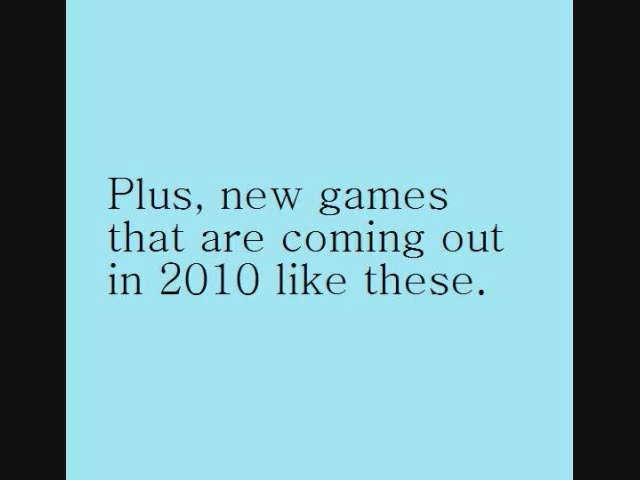 Plus, new games
that are coming out
in 2010 like these.